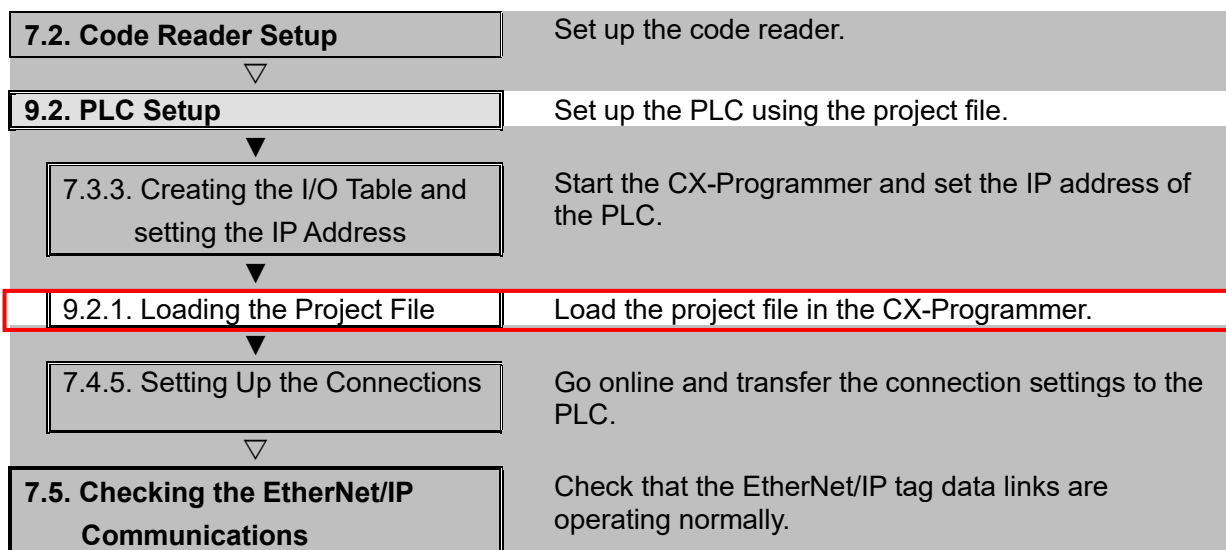 7.2. Code Reader Setup
Set up the code reader.
▽
9.2. PLC Setup
Set up the PLC using the project file.
▼
7.3.3. Creating the I/O Table and
setting the IP Address
Start the CX-Programmer and set the IP address of
the PLC.
▼
9.2.1. Loading the Project File
Load the project file in the CX-Programmer.
▼
7.4.5. Setting Up the Connections
Go online and transfer the connection settings to the
PLC.
▽
7.5. Checking the EtherNet/IP
Communications
Check that the EtherNet/IP tag data links are
operating normally.